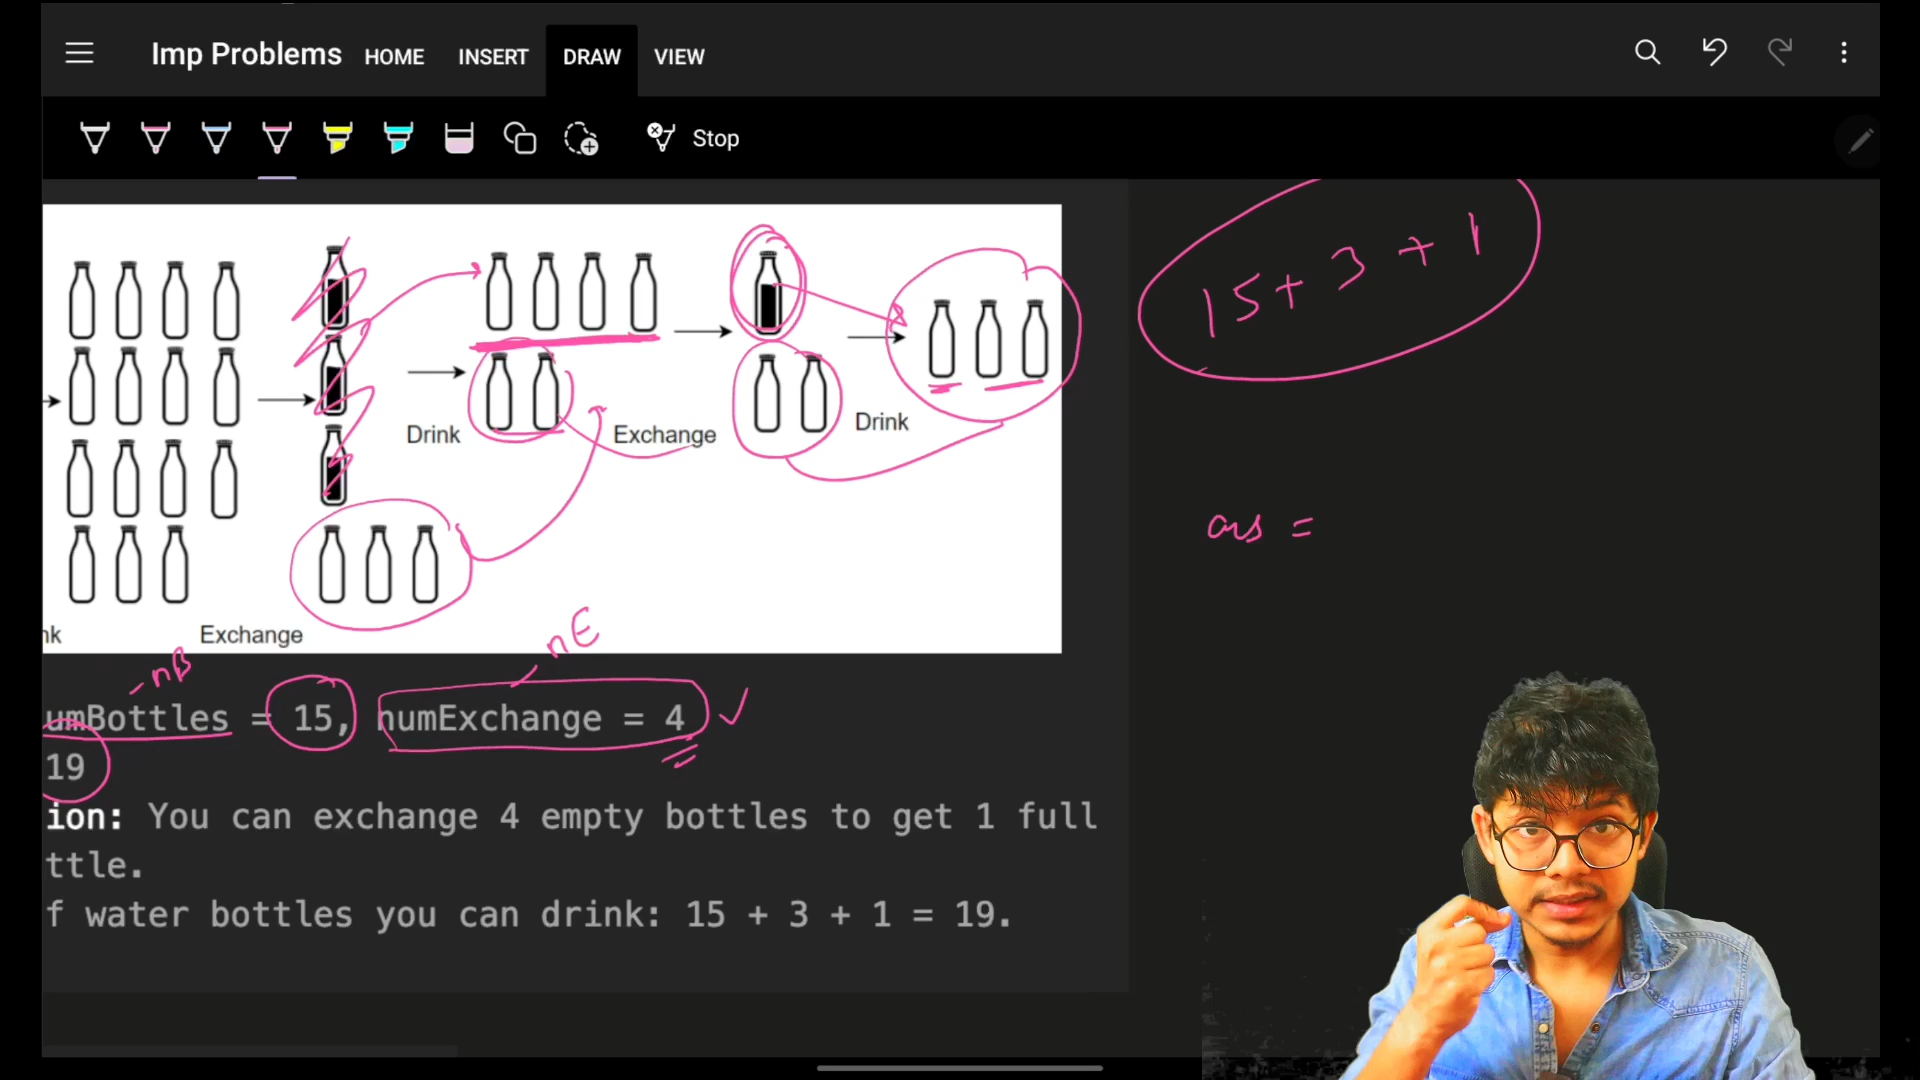 Imp Problems HOME INSERT DRAW VIEW
Stop
15 + 3 + 1
Drink
Exchange
Drink
ans =
nk
Exchange
nB
nE
umBottles = 15, numExchange = 4
19
ion: You can exchange 4 empty bottles to get 1 full
ttle.
f water bottles you can drink: 15 + 3 + 1 = 19.